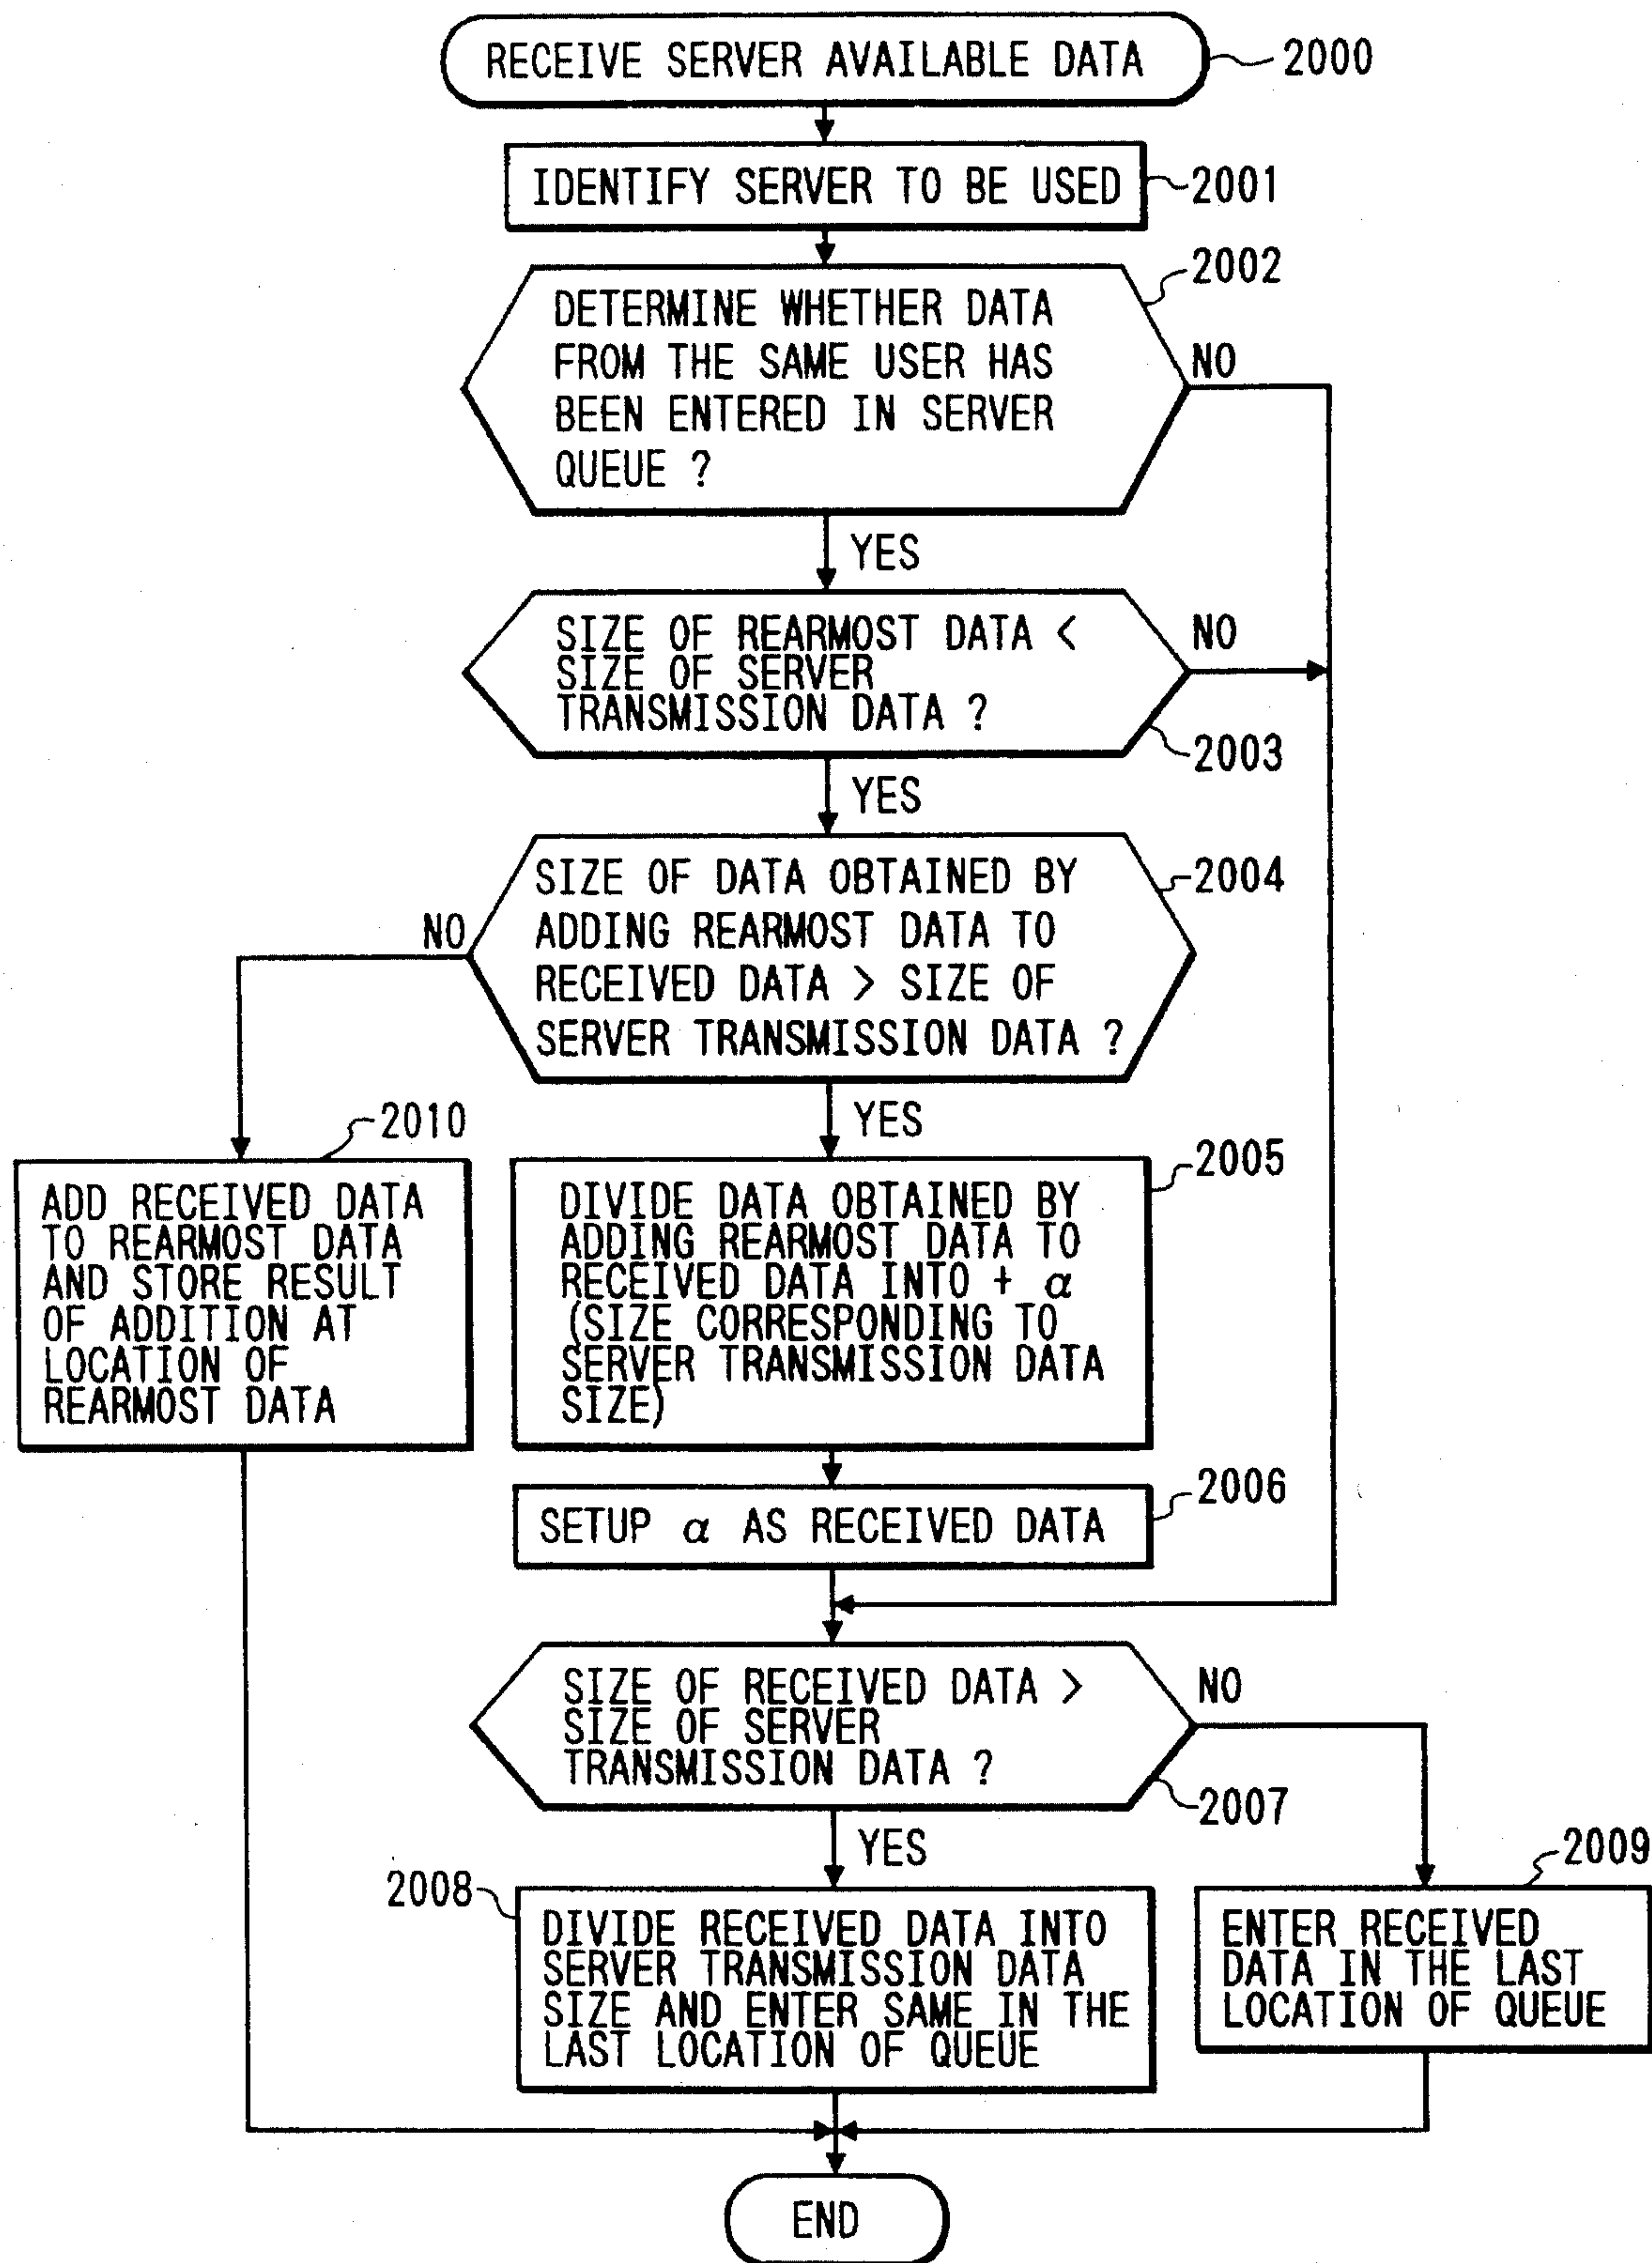 RECEIVE SERVER AVAILABLE DATA
2000
IDENTIFY SERVER TO BE USED
2001
2002
DETERMINE WHETHER DATA
FROM THE SAME USER HAS
BEEN ENTERED IN SERVER
QUEUE ?
NO
YES
SIZE OF REARMOST DATA <
SIZE OF SERVER
TRANSMISSION DATA ?
NO
2003
YES
SIZE OF DATA OBTAINED BY
ADDING REARMOST DATA TO
RECEIVED DATA > SIZE OF
SERVER TRANSMISSION DATA ?
2004
NO
YES
2010
ADD RECEIVED DATA
TO REARMOST DATA
AND STORE RESULT
OF ADDITION AT
LOCATION OF
REARMOST DATA
2005
DIVIDE DATA OBTAINED BY
ADDING REARMOST DATA TO
RECEIVED DATA INTO + α
(SIZE CORRESPONDING TO
SERVER TRANSMISSION DATA
SIZE)
2006
SETUP α AS RECEIVED DATA
SIZE OF RECEIVED DATA >
SIZE OF SERVER
TRANSMISSION DATA ?
NO
2007
YES
2008
DIVIDE RECEIVED DATA INTO
SERVER TRANSMISSION DATA
SIZE AND ENTER SAME IN THE
LAST LOCATION OF QUEUE
2009
ENTER RECEIVED
DATA IN THE LAST
LOCATION OF QUEUE
END